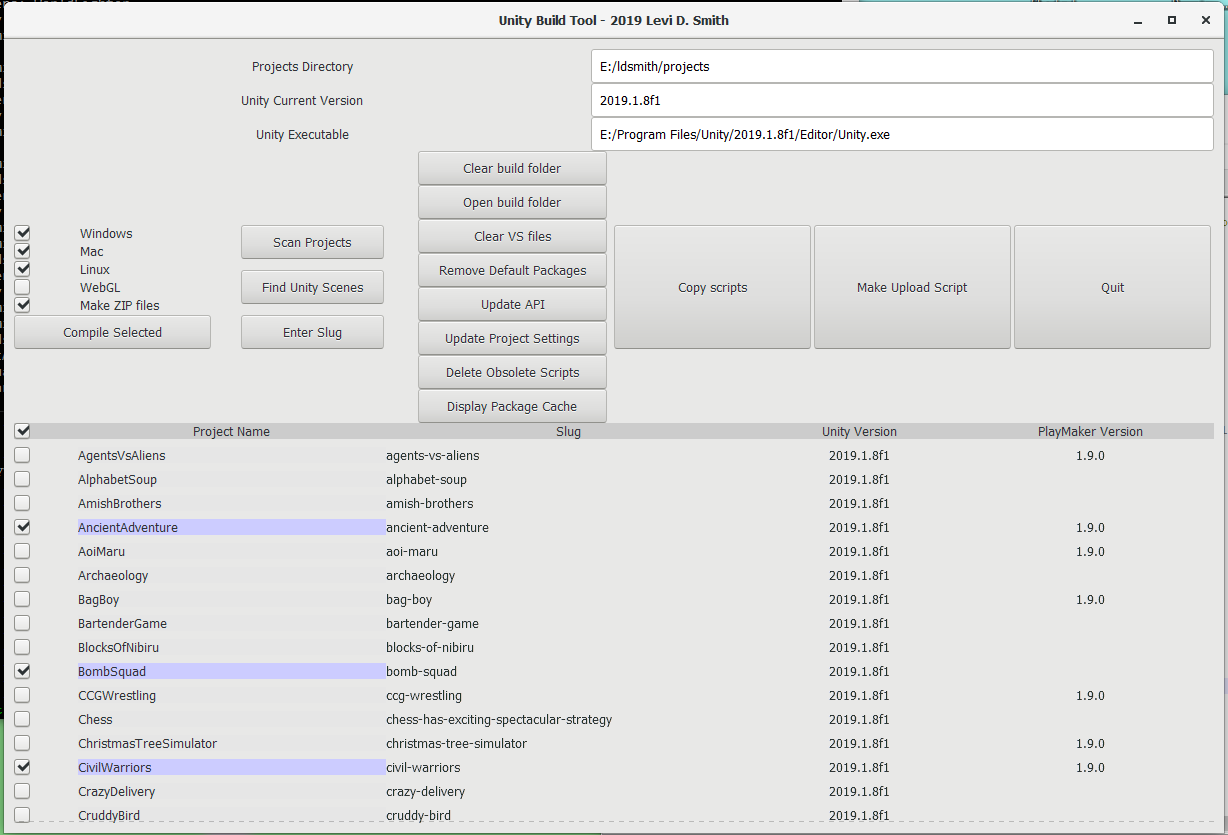 Unity Build Tool - 2019 Levi D. Smith
Projects Directory E:/ldsmith/projects
Unity Current Version 2019.1.8f1
Unity Executable E:/Program Files/Unity/2019.1.8f1/Editor/Unity.exe
Clear build folder
Open build folder
Clear VS files
Remove Default Packages
Update API
Update Project Settings
Delete Obsolete Scripts
Display Package Cache
Windows
Mac
Linux
WebGL
Make ZIP files
Compile Selected
Scan Projects
Find Unity Scenes
Enter Slug
Copy scripts
Make Upload Script
Quit
Project Name Slug Unity Version PlayMaker Version
AgentsVsAliens agents-vs-aliens 2019.1.8f1 1.9.0
AlphabetSoup alphabet-soup 2019.1.8f1
AmishBrothers amish-brothers 2019.1.8f1
AncientAdventure ancient-adventure 2019.1.8f1 1.9.0
AoiMaru aoi-maru 2019.1.8f1 1.9.0
Archaeology archaeology 2019.1.8f1
BagBoy bag-boy 2019.1.8f1 1.9.0
BartenderGame bartender-game 2019.1.8f1
BlocksOfNibiru blocks-of-nibiru 2019.1.8f1
BombSquad bomb-squad 2019.1.8f1
CCGWrestling ccg-wrestling 2019.1.8f1 1.9.0
Chess chess-has-exciting-spectacular-strategy 2019.1.8f1
ChristmasTreeSimulator christmas-tree-simulator 2019.1.8f1 1.9.0
CivilWarriors civil-warriors 2019.1.8f1 1.9.0
CrazyDelivery crazy-delivery 2019.1.8f1
CruddyBird cruddy-bird 2019.1.8f1